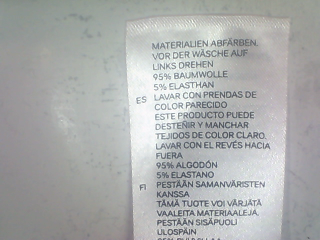 MATERIALIEN ABFÄRBEN.
VOR DER WÄSCHE AUF
LINKS DREHEN
95% BAUMWOLLE
5% ELASTHAN
ES LAVAR CON PRENDAS DE
COLOR PARECIDO
ESTE PRODUCTO PUEDE
DESTEÑIR Y MANCHAR
TEJIDOS DE COLOR CLARO.
LAVAR CON EL REVÉS HACIA
FUERA
95% ALGODÓN
5% ELASTANO
FI PESTÄÄN SAMANVÄRISTEN
KANSSA
TÄMÄ TUOTE VOI VÄRJÄTÄ
VAALEITA MATERIAALEJA.
PESTÄÄN SISÄPUOLI
ULOSPÄIN